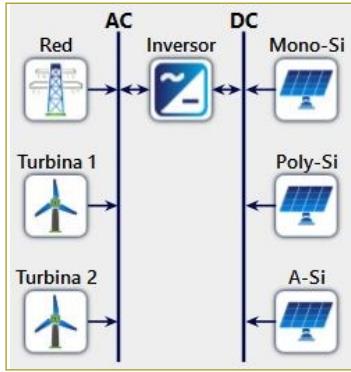 AC DC
Red Inversor Mono-Si
Turbina 1 Poly-Si
Turbina 2 A-Si